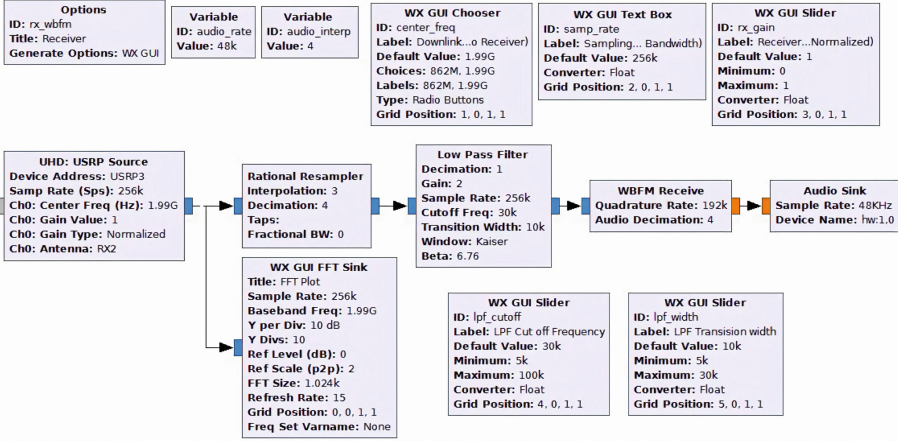 Options
ID: rx_wbfm
Title: Receiver
Generate Options: WX GUI
Variable
ID: audio_rate
Value: 48k
Variable
ID: audio_interp
Value: 4
WX GUI Chooser
ID: center_freq
Label: Downlink...o Receiver)
Default Value: 1.99G
Choices: 862M, 1.99G
Labels: 862M, 1.99G
Type: Radio Buttons
Grid Position: 1, 0, 1, 1
WX GUI Text Box
ID: samp_rate
Label: Sampling... Bandwidth)
Default Value: 256k
Converter: Float
Grid Position: 2, 0, 1, 1
WX GUI Slider
ID: rx_gain
Label: Receiver...Normalized)
Default Value: 1
Minimum: 0
Maximum: 1
Converter: Float
Grid Position: 3, 0, 1, 1
UHD: USRP Source
Device Address: USRP3
Samp Rate (Sps): 256k
Ch0: Center Freq (Hz): 1.99G
Ch0: Gain Value: 1
Ch0: Gain Type: Normalized
Ch0: Antenna: RX2
Rational Resampler
Interpolation: 3
Decimation: 4
Taps:
Fractional BW: 0
Low Pass Filter
Decimation: 1
Gain: 2
Sample Rate: 256k
Cutoff Freq: 30k
Transition Width: 10k
Window: Kaiser
Beta: 6.76
WBFM Receive
Quadrature Rate: 192k
Audio Decimation: 4
Audio Sink
Sample Rate: 48KHz
Device Name: hw:1.0
WX GUI FFT Sink
Title: FFT Plot
Sample Rate: 256k
Baseband Freq: 1.99G
Y per Div: 10 dB
Y Divs: 10
Ref Level (dB): 0
Ref Scale (p2p): 2
FFT Size: 1.024k
Refresh Rate: 15
Grid Position: 0, 0, 1, 1
Freq Set Varname: None
WX GUI Slider
ID: lpf_cutoff
Label: LPF Cut off Frequency
Default Value: 30k
Minimum: 5k
Maximum: 100k
Converter: Float
Grid Position: 4, 0, 1, 1
WX GUI Slider
ID: lpf_width
Label: LPF Transision width
Default Value: 10k
Minimum: 5k
Maximum: 30k
Converter: Float
Grid Position: 5, 0, 1, 1